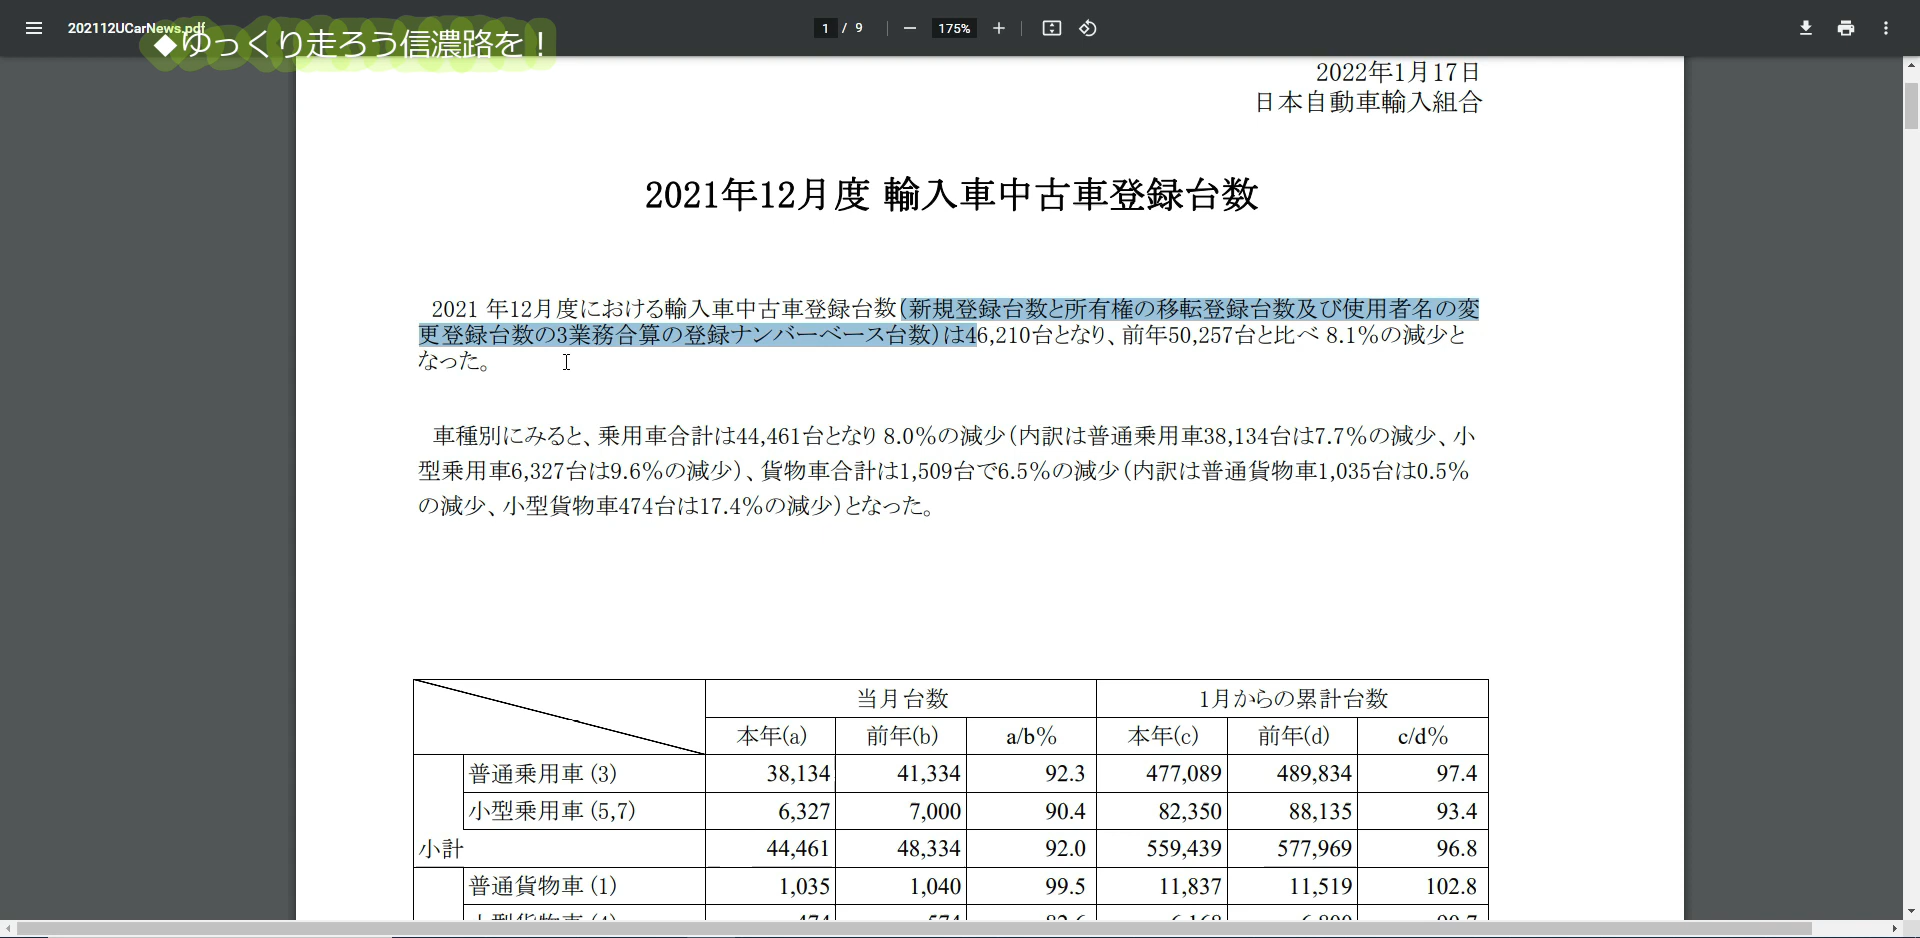 202112UCarNews.pdf
1 / 9
175%
◆ゆっくり走ろう信濃路を！
2022年1月17日
日本自動車輸入組合
2021年12月度 輸入車中古車登録台数
2021 年12月度における輸入車中古車登録台数(新規登録台数と所有権の移転登録台数及び使用者名の変
更登録台数の3業務合算の登録ナンバーベース台数)は46,210台となり、前年50,257台と比べ 8.1%の減少と
なった。
車種別にみると、乗用車合計は44,461台となり 8.0%の減少(内訳は普通乗用車38,134台は7.7%の減少、小
型乗用車6,327台は9.6%の減少)、貨物車合計は1,509台で6.5%の減少(内訳は普通貨物車1,035台は0.5%
の減少、小型貨物車474台は17.4%の減少)となった。
当月台数 1月からの累計台数
本年(a) 前年(b) a/b% 本年(c) 前年(d) c/d%
普通乗用車 (3) 38,134 41,334 92.3 477,089 489,834 97.4
小型乗用車 (5,7) 6,327 7,000 90.4 82,350 88,135 93.4
小計 44,461 48,334 92.0 559,439 577,969 96.8
普通貨物車 (1) 1,035 1,040 99.5 11,837 11,519 102.8